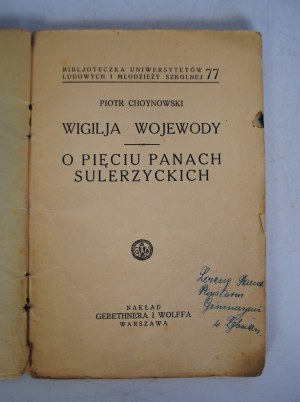 BIBLJOTECZKA UNIWERSYTETÓW
LUDOWYCH I MŁODZIEŻY SZKOLNEJ 77
PIOTR CHOYNOWSKI
WIGILJA WOJEWODY
O PIĘCIU PANACH
SULERZYCKICH
NAKŁAD
GEBETHNERA I WOLFFA
WARSZAWA